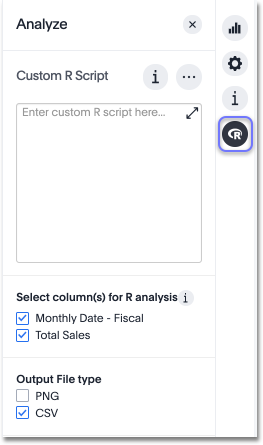 Analyze
Custom R Script
Enter custom R script here...
Select column(s) for R analysis
Monthly Date - Fiscal
Total Sales
Output File type
PNG
CSV